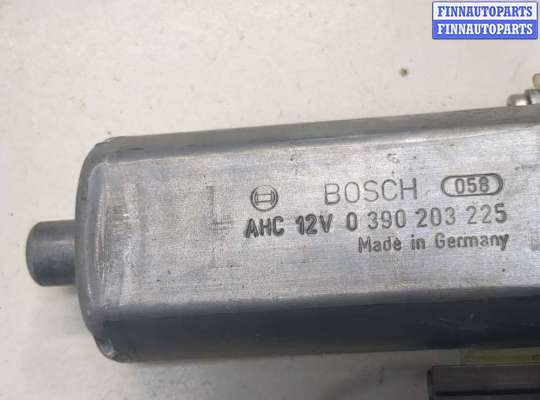 FINNAUTOPARTS
FINNAUTOPARTS
BOSCH 058
AHC 12V 0 390 203 225
Made in Germany